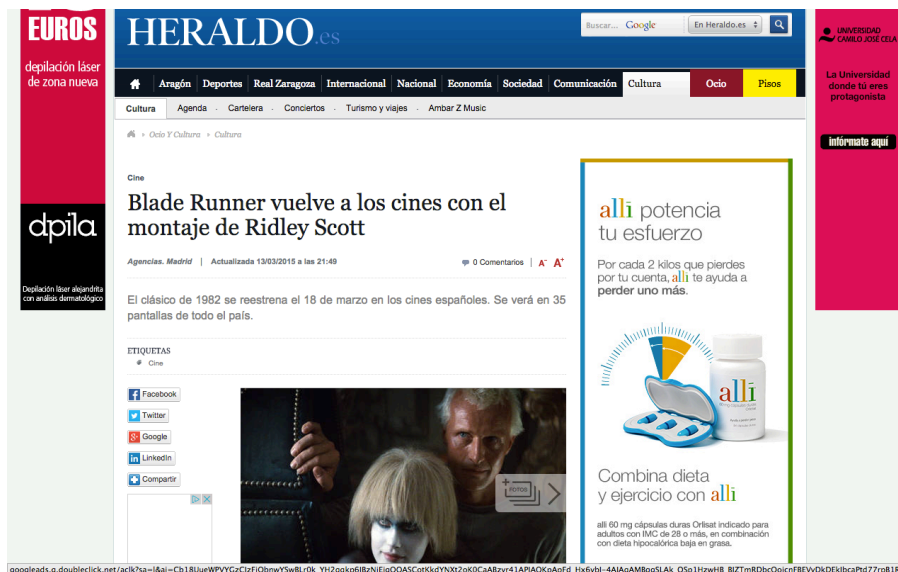 EUROS
depilación láser
de zona nueva
dpila
Depilación láser alejandrita
con análisis dermatológico
HERALDO.es
Buscar... Google
En Heraldo.es
Aragón Deportes Real Zaragoza Internacional Nacional Economía Sociedad Comunicación Cultura Ocio Pisos
Cultura Agenda Cartelera Conciertos Turismo y viajes Ambar Z Music
Ocio Y Cultura Cultura
Cine
Blade Runner vuelve a los cines con el
montaje de Ridley Scott
Agencias. Madrid | Actualizada 13/03/2015 a las 21:49
0 Comentarios | A- A+
El clásico de 1982 se reestrena el 18 de marzo en los cines españoles. Se verá en 35
pantallas de todo el país.
ETIQUETAS
Cine
Facebook
Twitter
Google
LinkedIn
Compartir
+ FOTOS
alli potencia
tu esfuerzo
Por cada 2 kilos que pierdes
por tu cuenta, alli te ayuda a
perder uno más.
alli
Combina dieta
y ejercicio con alli
alli 60 mg cápsulas duras Orlisat indicado para
adultos con IMC de 28 o más, en combinación
con dieta hipocalórica baja en grasa.
UNIVERSIDAD
CAMILO JOSÉ CELA
La Universidad
donde tú eres
protagonista
infórmate aquí